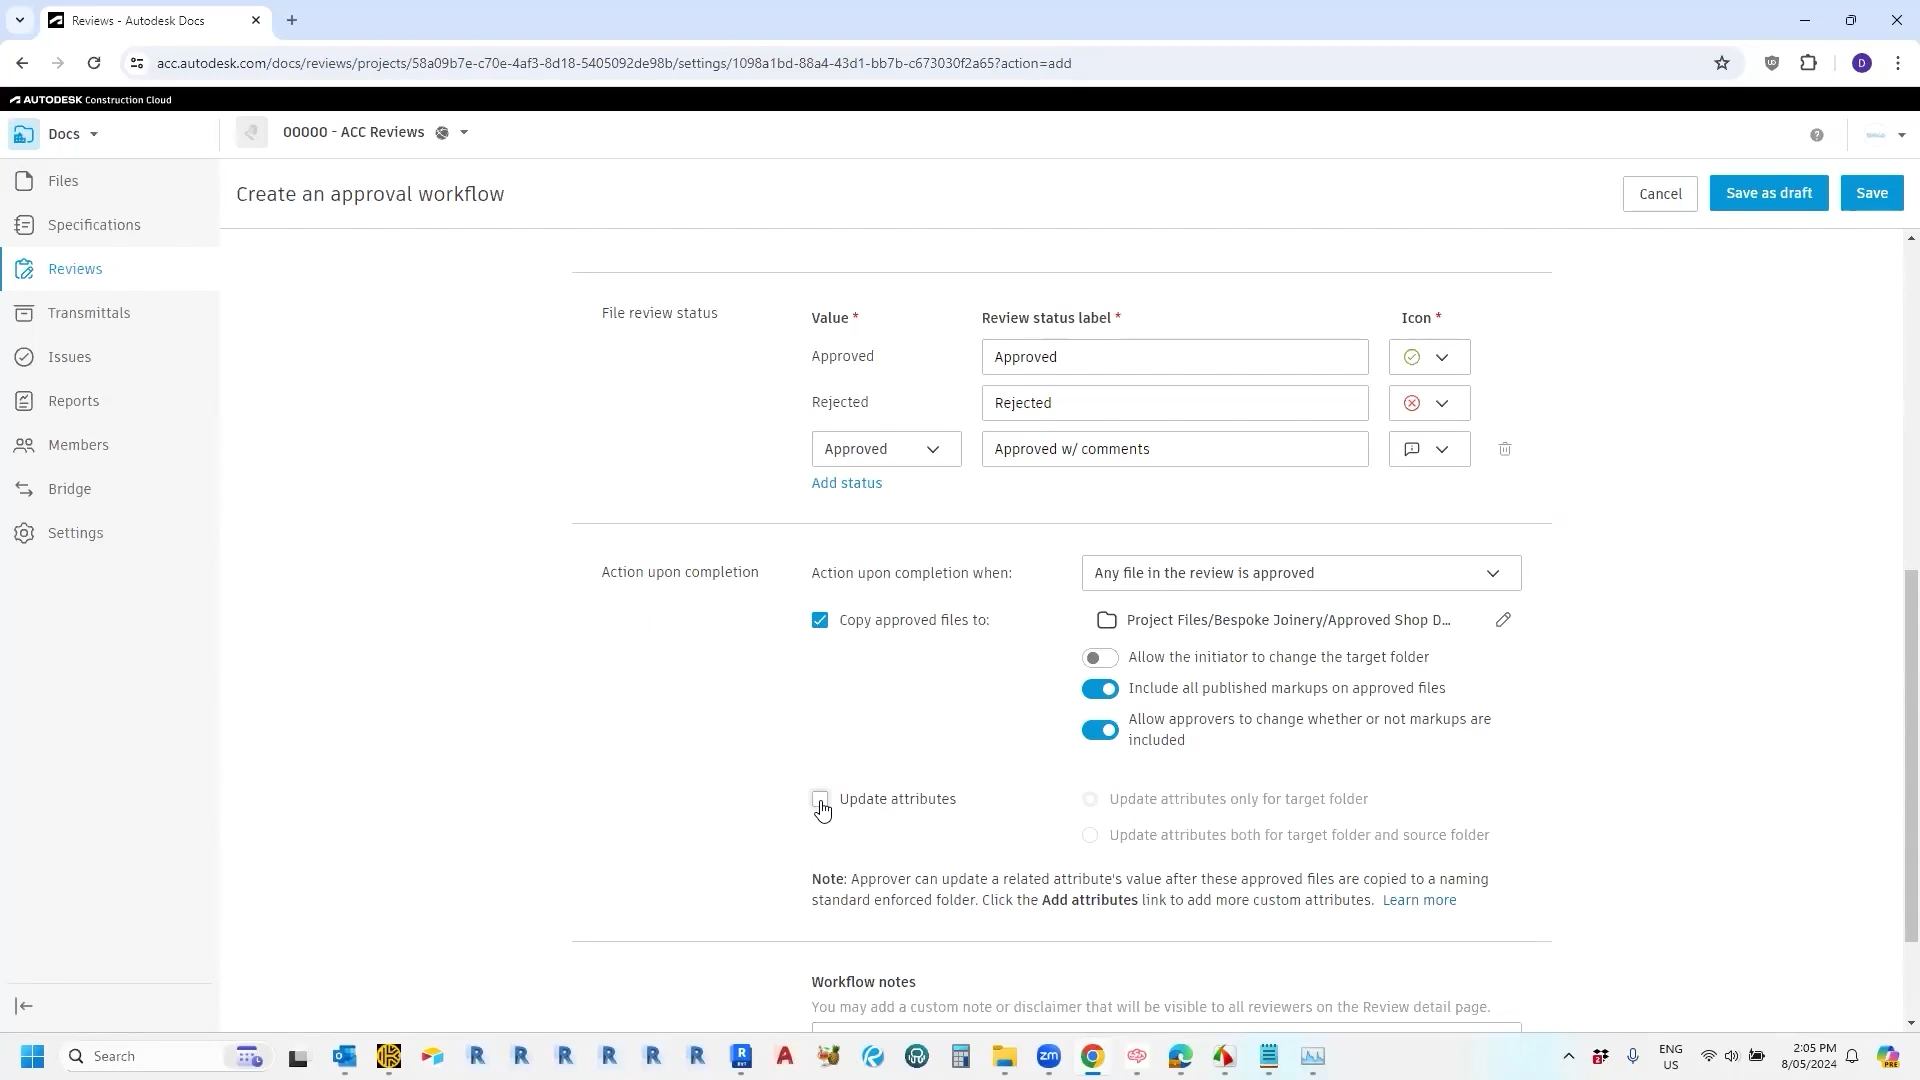 Reviews - Autodesk Docs
acc.autodesk.com/docs/reviews/projects/58a09b7e-c70e-4af3-8d18-5405092de98b/settings/1098a1bd-88a4-43d1-bb7b-c673030f2a65?action=add
D
AUTODESK Construction Cloud
Docs
00000 - ACC Reviews
Files
Specifications
Reviews
Transmittals
Issues
Reports
Members
Bridge
Settings
Create an approval workflow
Cancel
Save as draft
Save
File review status
Value *
Review status label *
Icon *
Approved
Approved
Rejected
Rejected
Approved
Approved w/ comments
Add status
Action upon completion
Action upon completion when:
Any file in the review is approved
Copy approved files to:
Project Files/Bespoke Joinery/Approved Shop D...
Allow the initiator to change the target folder
Include all published markups on approved files
Allow approvers to change whether or not markups are
included
Update attributes
Update attributes only for target folder
Update attributes both for target folder and source folder
Note: Approver can update a related attribute's value after these approved files are copied to a naming
standard enforced folder. Click the Add attributes link to add more custom attributes. Learn more
Workflow notes
You may add a custom note or disclaimer that will be visible to all reviewers on the Review detail page.
Search
ENG
US
2:05 PM
8/05/2024